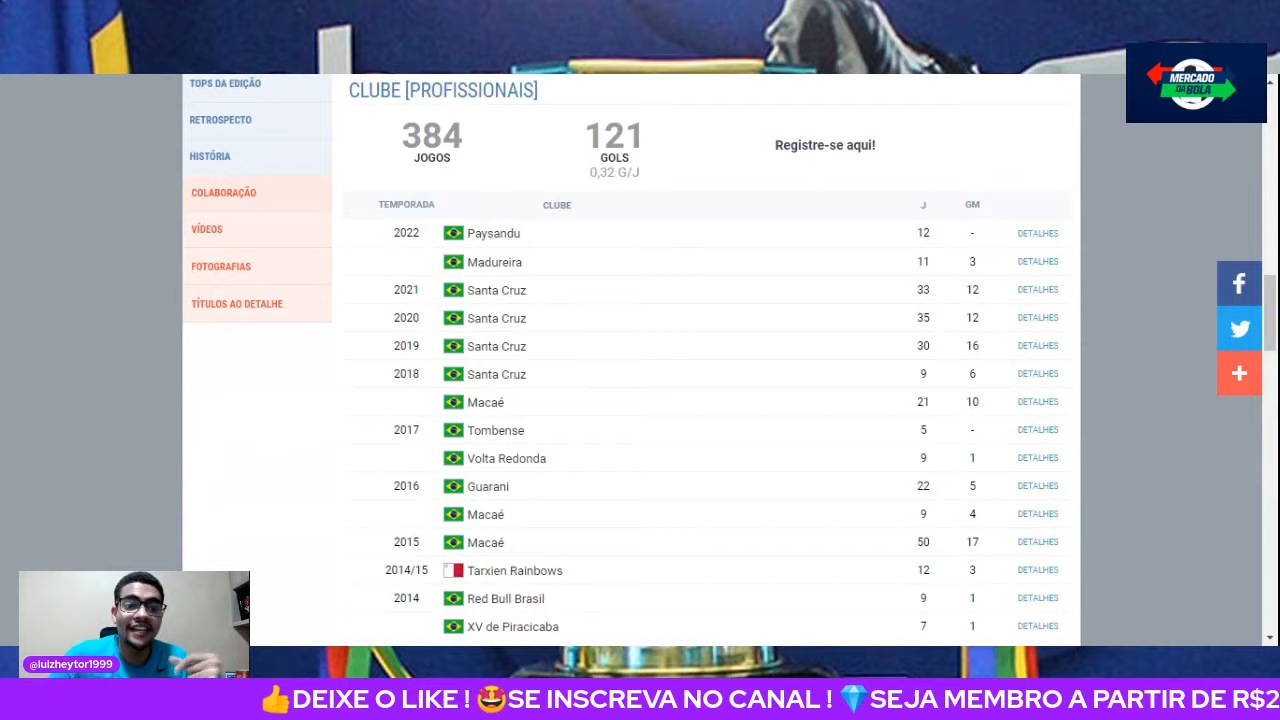 MERCADO
DA BOLA
TOPS DA EDIÇÃO
RETROSPECTO
HISTÓRIA
COLABORAÇÃO
VÍDEOS
FOTOGRAFIAS
TÍTULOS AO DETALHE
CLUBE [PROFISSIONAIS]
384 121
JOGOS GOLS
0,32 G/J
Registre-se aqui!
TEMPORADA CLUBE J GM
2022 Paysandu 12 - DETALHES
Madureira 11 3 DETALHES
2021 Santa Cruz 33 12 DETALHES
2020 Santa Cruz 35 12 DETALHES
2019 Santa Cruz 30 16 DETALHES
2018 Santa Cruz 9 6 DETALHES
Macaé 21 10 DETALHES
2017 Tombense 5 - DETALHES
Volta Redonda 9 1 DETALHES
2016 Guarani 22 5 DETALHES
Macaé 9 4 DETALHES
2015 Macaé 50 17 DETALHES
2014/15 Tarxien Rainbows 12 3 DETALHES
2014 Red Bull Brasil 9 1 DETALHES
XV de Piracicaba 7 1 DETALHES
@luizheytor1999
👍DEIXE O LIKE ! 🤩SE INSCREVA NO CANAL ! 💎SEJA MEMBRO A PARTIR DE R$2